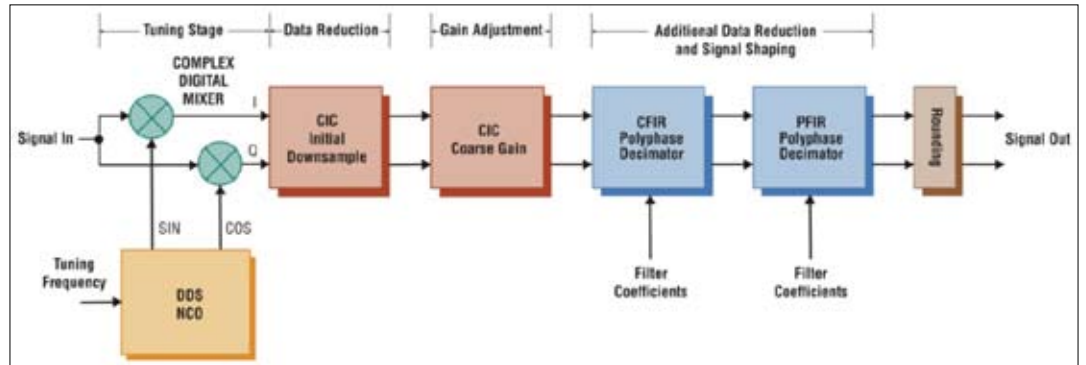 Tuning Stage
Data Reduction
Gain Adjustment
Additional Data Reduction
and Signal Shaping
COMPLEX
DIGITAL
MIXER
Signal In
I
Q
CIC
Initial
Downsample
CIC
Coarse Gain
CFIR
Polyphase
Decimator
PFIR
Polyphase
Decimator
Rounding
Signal Out
SIN
COS
Tuning
Frequency
DDS
NCO
Filter
Coefficients
Filter
Coefficients